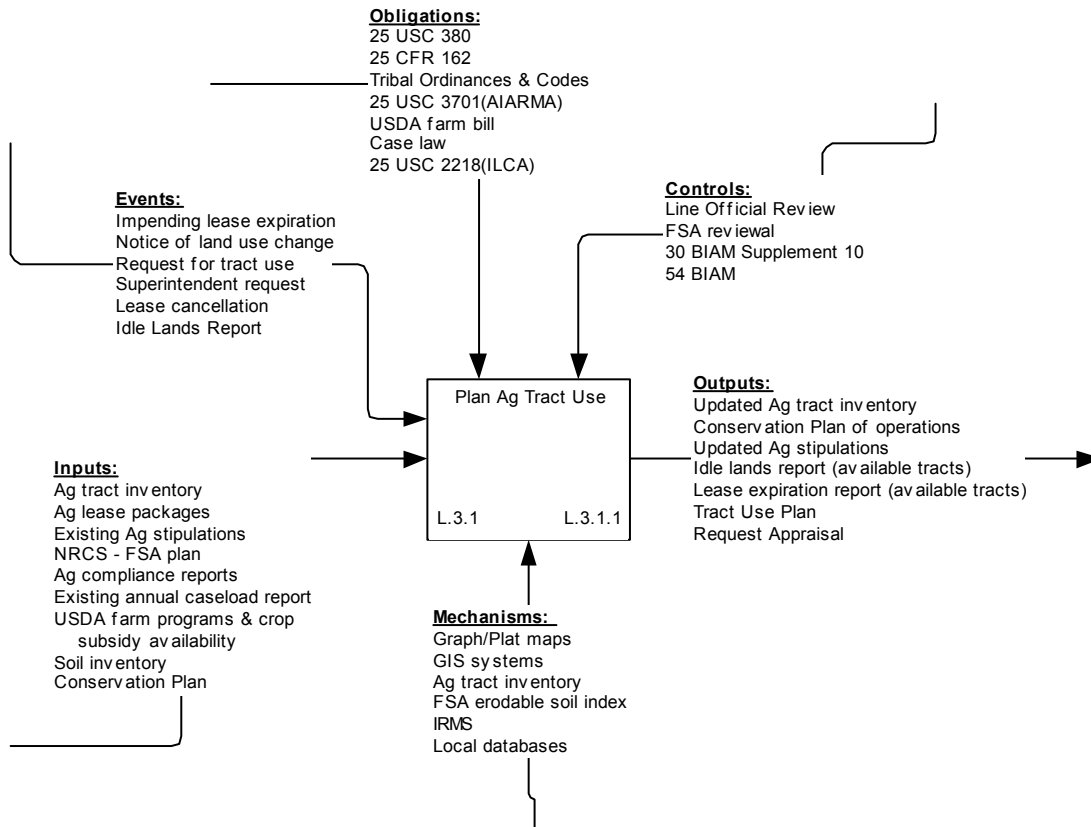 Obligations:
25 USC 380
25 CFR 162
Tribal Ordinances & Codes
25 USC 3701(AIARMA)
USDA farm bill
Case law
25 USC 2218(ILCA)
Events:
Impending lease expiration
Notice of land use change
Request for tract use
Superintendent request
Lease cancellation
Idle Lands Report
Controls:
Line Official Review
FSA reviewal
30 BIAM Supplement 10
54 BIAM
Plan Ag Tract Use
L.3.1 L.3.1.1
Outputs:
Updated Ag tract inventory
Conservation Plan of operations
Updated Ag stipulations
Idle lands report (available tracts)
Lease expiration report (available tracts)
Tract Use Plan
Request Appraisal
Inputs:
Ag tract inventory
Ag lease packages
Existing Ag stipulations
NRCS - FSA plan
Ag compliance reports
Existing annual caseload report
USDA farm programs & crop
subsidy availability
Soil inventory
Conservation Plan
Mechanisms:
Graph/Plat maps
GIS systems
Ag tract inventory
FSA erodable soil index
IRMS
Local databases